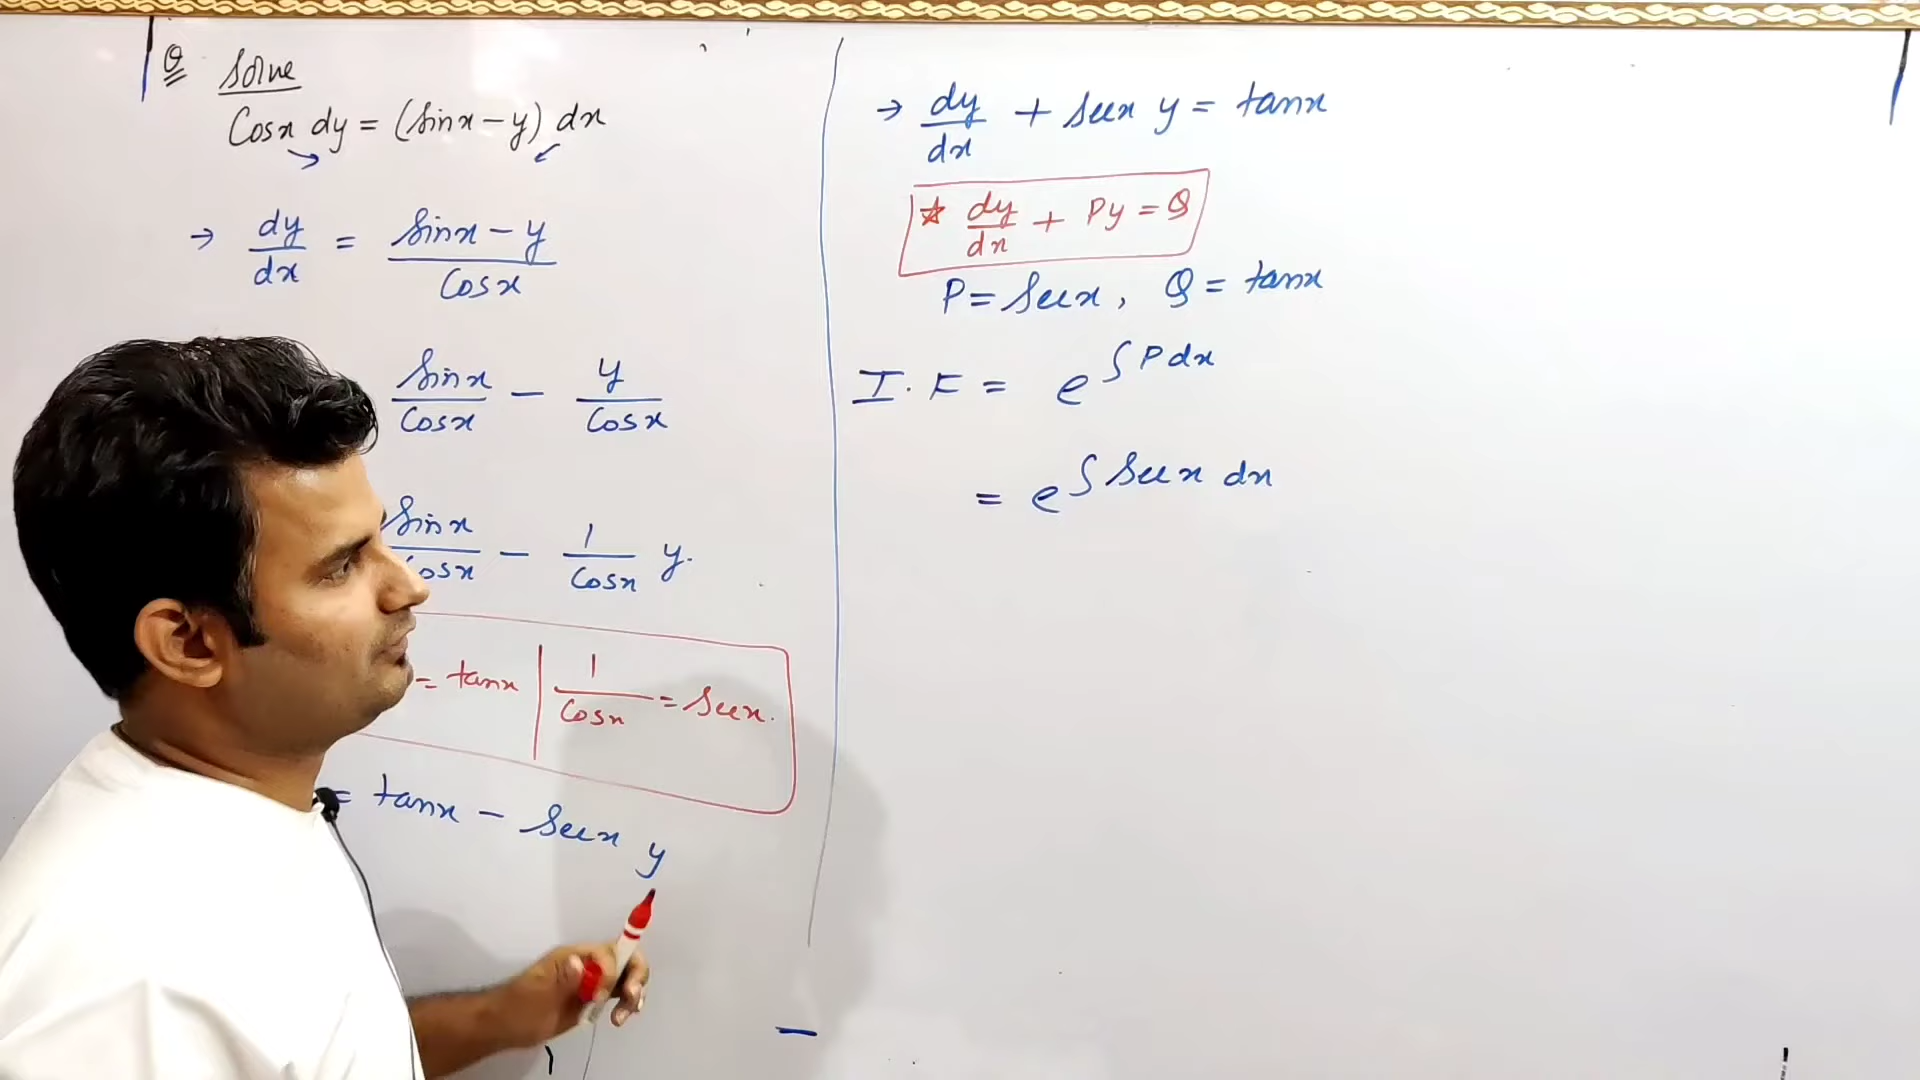 Q Solve
Cosx dy = (sinx - y) dx
→ dy/dx = (sinx - y)/Cosx
sinx/Cosx - y/Cosx
sinx/Cosx - 1/Cosx y.
= tanx | 1/Cosx = secx.
= tanx - secx y
→ dy/dx + secx y = tanx
☆ dy/dx + Py = Q
P = secx, Q = tanx
I.F = e^∫Pdx
= e^∫secx dx